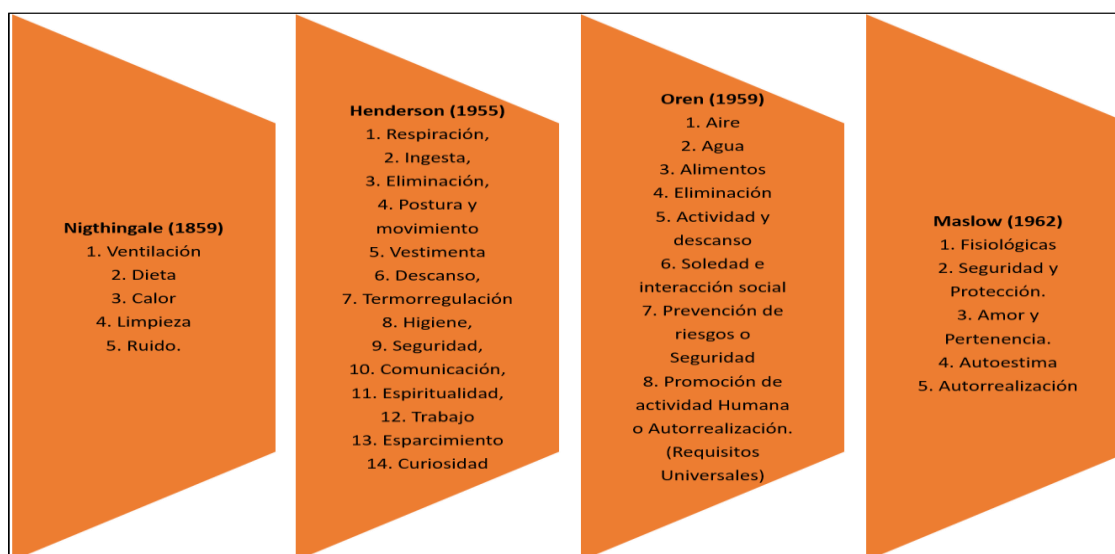 Nigthingale (1859)
1. Ventilación
2. Dieta
3. Calor
4. Limpieza
5. Ruido.
Henderson (1955)
1. Respiración,
2. Ingesta,
3. Eliminación,
4. Postura y
movimiento
5. Vestimenta
6. Descanso,
7. Termorregulación
8. Higiene,
9. Seguridad,
10. Comunicación,
11. Espiritualidad,
12. Trabajo
13. Esparcimiento
14. Curiosidad
Oren (1959)
1. Aire
2. Agua
3. Alimentos
4. Eliminación
5. Actividad y
descanso
6. Soledad e
interacción social
7. Prevención de
riesgos o
Seguridad
8. Promoción de
actividad Humana
o Autorrealización.
(Requisitos
Universales)
Maslow (1962)
1. Fisiológicas
2. Seguridad y
Protección.
3. Amor y
Pertenencia.
4. Autoestima
5. Autorrealización